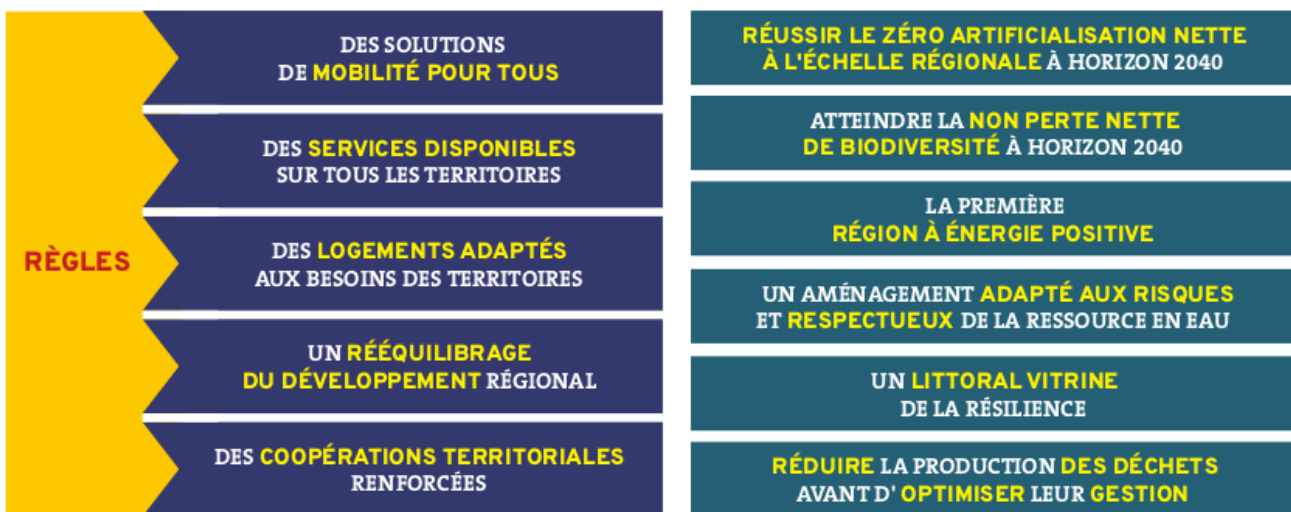 RÈGLES
DES SOLUTIONS
DE MOBILITÉ POUR TOUS
DES SERVICES DISPONIBLES
SUR TOUS LES TERRITOIRES
DES LOGEMENTS ADAPTÉS
AUX BESOINS DES TERRITOIRES
UN RÉÉQUILIBRAGE
DU DÉVELOPPEMENT RÉGIONAL
DES COOPÉRATIONS TERRITORIALES
RENFORCÉES
RÉUSSIR LE ZÉRO ARTIFICIALISATION NETTE
À L'ÉCHELLE RÉGIONALE À HORIZON 2040
ATTEINDRE LA NON PERTE NETTE
DE BIODIVERSITÉ À HORIZON 2040
LA PREMIÈRE
RÉGION À ÉNERGIE POSITIVE
UN AMÉNAGEMENT ADAPTÉ AUX RISQUES
ET RESPECTUEUX DE LA RESSOURCE EN EAU
UN LITTORAL VITRINE
DE LA RÉSILIENCE
RÉDUIRE LA PRODUCTION DES DÉCHETS
AVANT D' OPTIMISER LEUR GESTION